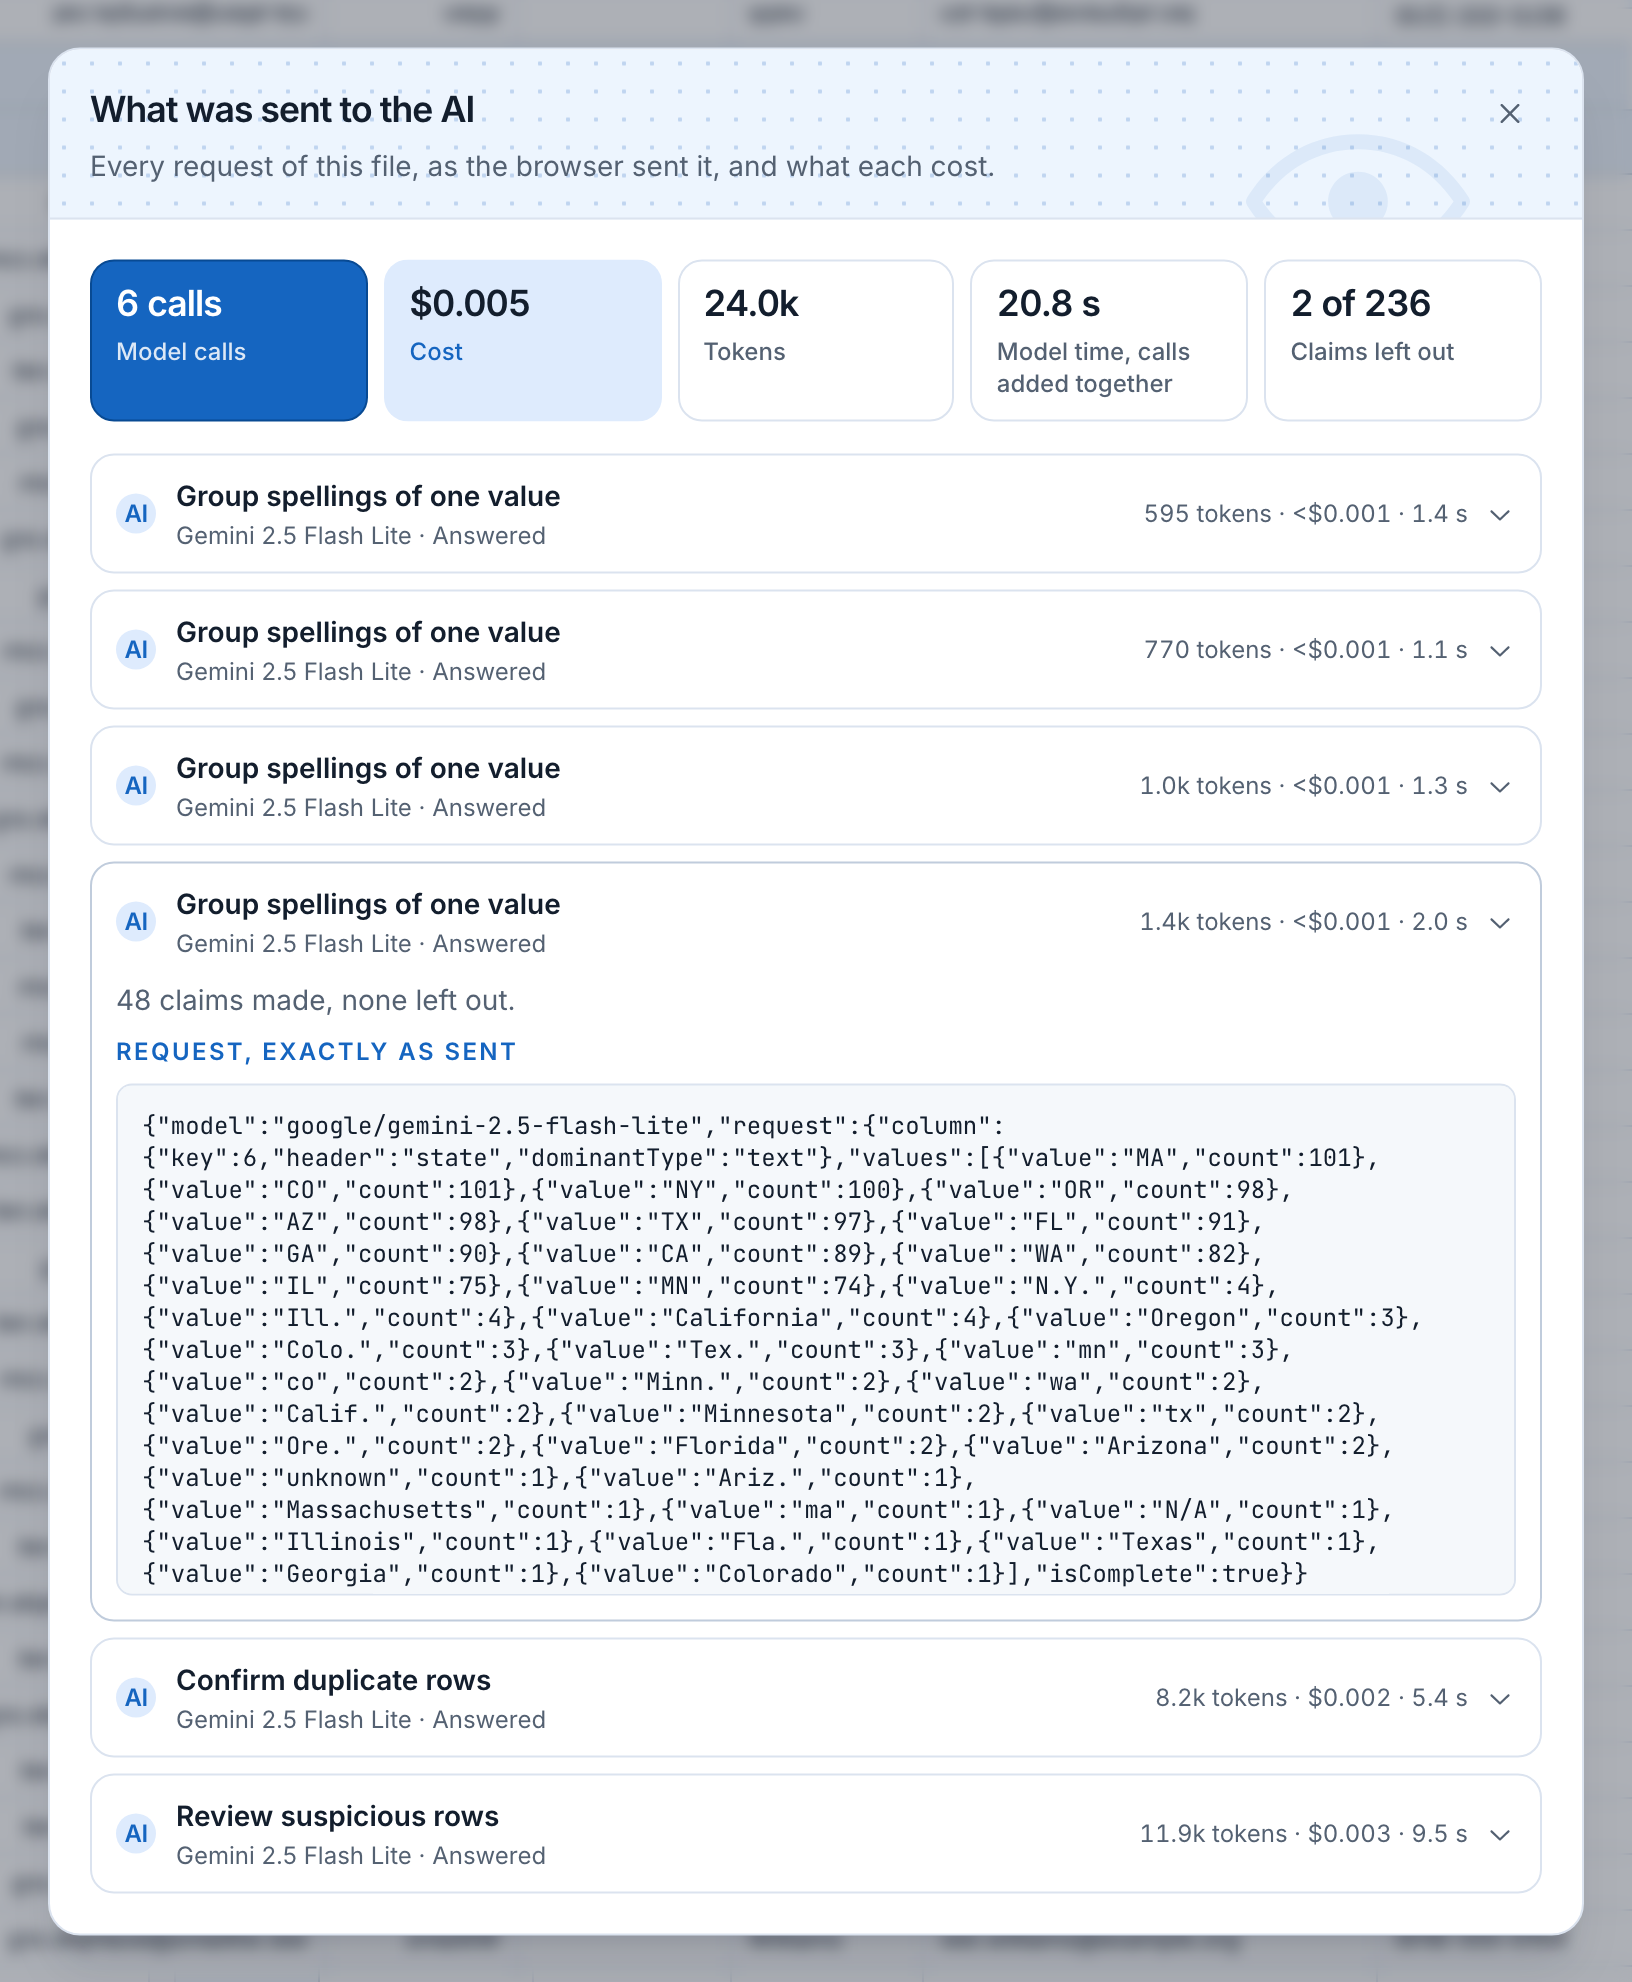 What was sent to the AI
Every request of this file, as the browser sent it, and what each cost.
6 calls
Model calls
$0.005
Cost
24.0k
Tokens
20.8 s
Model time, calls
added together
2 of 236
Claims left out
AI
Group spellings of one value
Gemini 2.5 Flash Lite · Answered
595 tokens · <$0.001 · 1.4 s
AI
Group spellings of one value
Gemini 2.5 Flash Lite · Answered
770 tokens · <$0.001 · 1.1 s
AI
Group spellings of one value
Gemini 2.5 Flash Lite · Answered
1.0k tokens · <$0.001 · 1.3 s
AI
Group spellings of one value
Gemini 2.5 Flash Lite · Answered
1.4k tokens · <$0.001 · 2.0 s
48 claims made, none left out.
REQUEST, EXACTLY AS SENT
{"model":"google/gemini-2.5-flash-lite","request":{"column":
{"key":6,"header":"state","dominantType":"text"},"values":[{"value":"MA","count":101},
{"value":"CO","count":101},{"value":"NY","count":100},{"value":"OR","count":98},
{"value":"AZ","count":98},{"value":"TX","count":97},{"value":"FL","count":91},
{"value":"GA","count":90},{"value":"CA","count":89},{"value":"WA","count":82},
{"value":"IL","count":75},{"value":"MN","count":74},{"value":"N.Y.","count":4},
{"value":"Ill.","count":4},{"value":"California","count":4},{"value":"Oregon","count":3},
{"value":"Colo.","count":3},{"value":"Tex.","count":3},{"value":"mn","count":3},
{"value":"co","count":2},{"value":"Minn.","count":2},{"value":"wa","count":2},
{"value":"Calif.","count":2},{"value":"Minnesota","count":2},{"value":"tx","count":2},
{"value":"Ore.","count":2},{"value":"Florida","count":2},{"value":"Arizona","count":2},
{"value":"unknown","count":1},{"value":"Ariz.","count":1},
{"value":"Massachusetts","count":1},{"value":"ma","count":1},{"value":"N/A","count":1},
{"value":"Illinois","count":1},{"value":"Fla.","count":1},{"value":"Texas","count":1},
{"value":"Georgia","count":1},{"value":"Colorado","count":1}],"isComplete":true}}
AI
Confirm duplicate rows
Gemini 2.5 Flash Lite · Answered
8.2k tokens · $0.002 · 5.4 s
AI
Review suspicious rows
Gemini 2.5 Flash Lite · Answered
11.9k tokens · $0.003 · 9.5 s